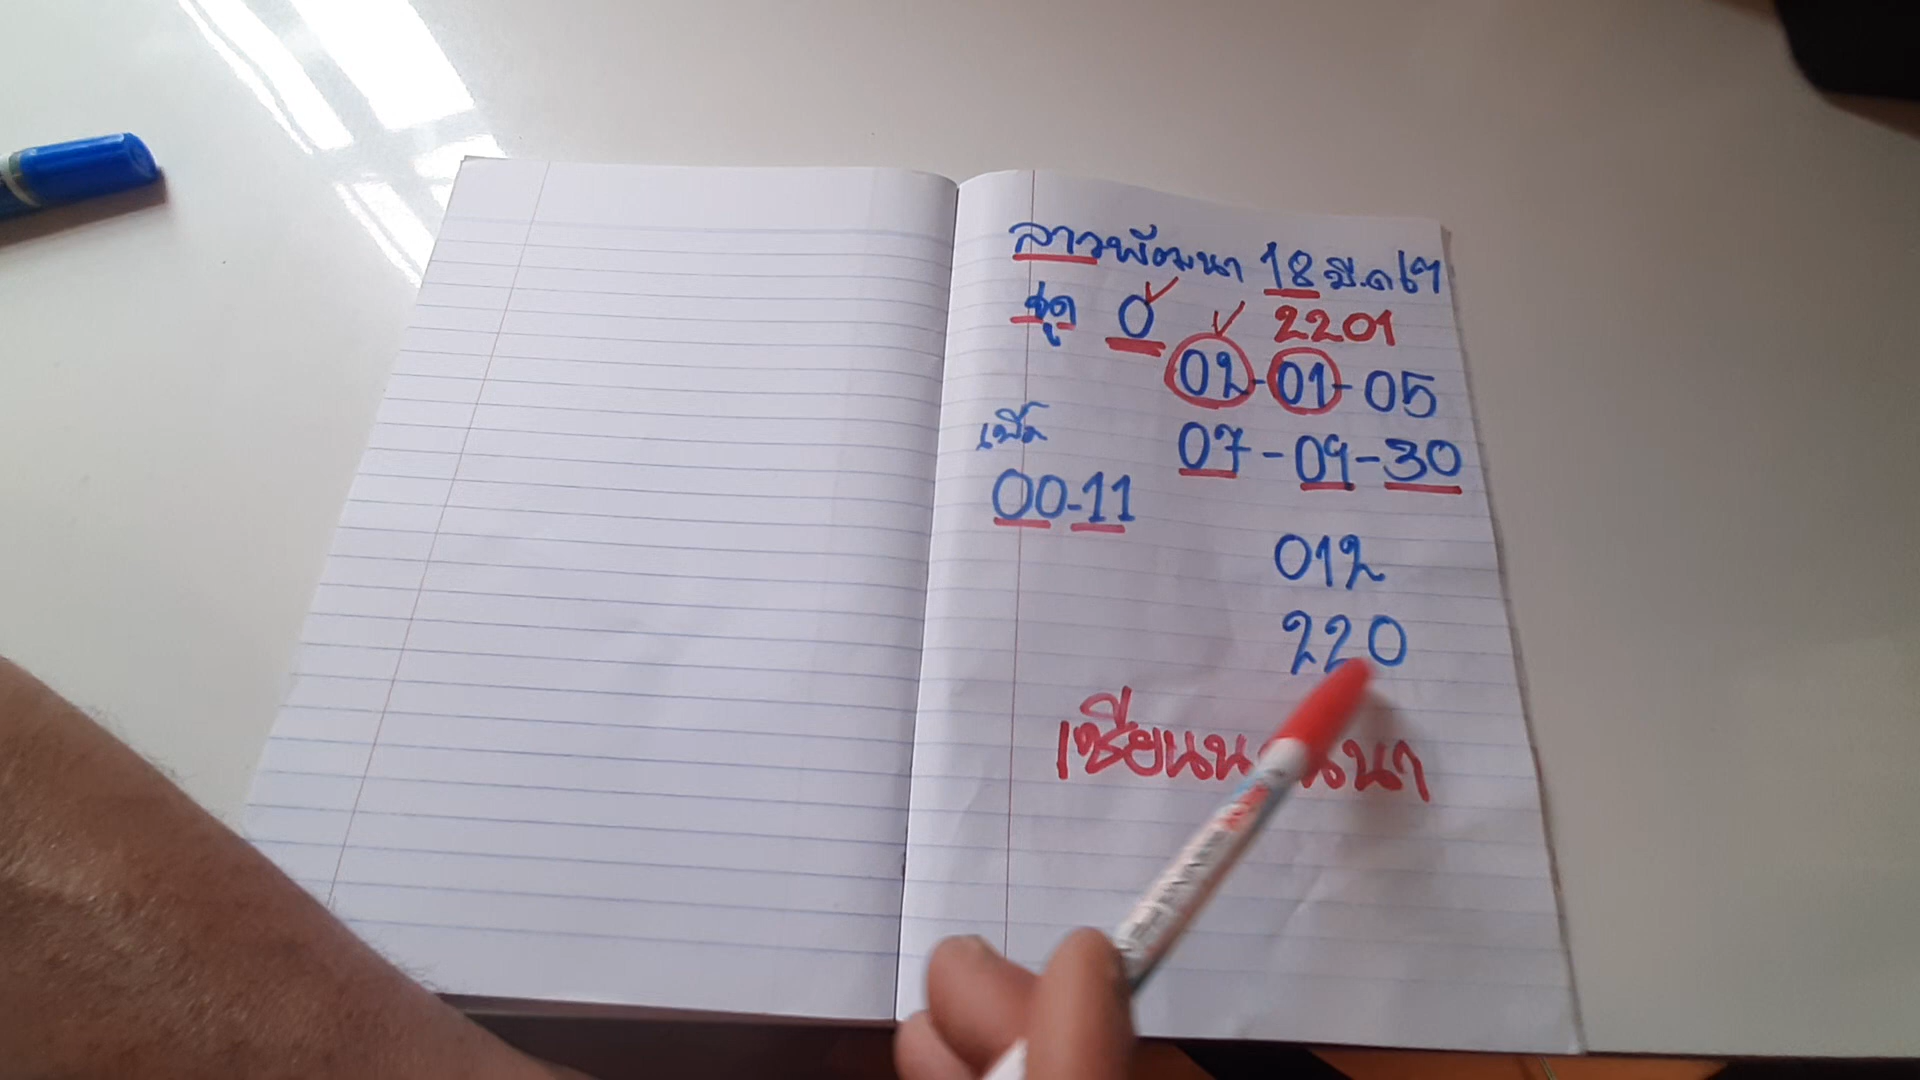 ลาวพัฒนา 18 มี.ค 67
ชุด 0 2201
02-01-05
07-09-30
เบิ้ล
00-11
012
220